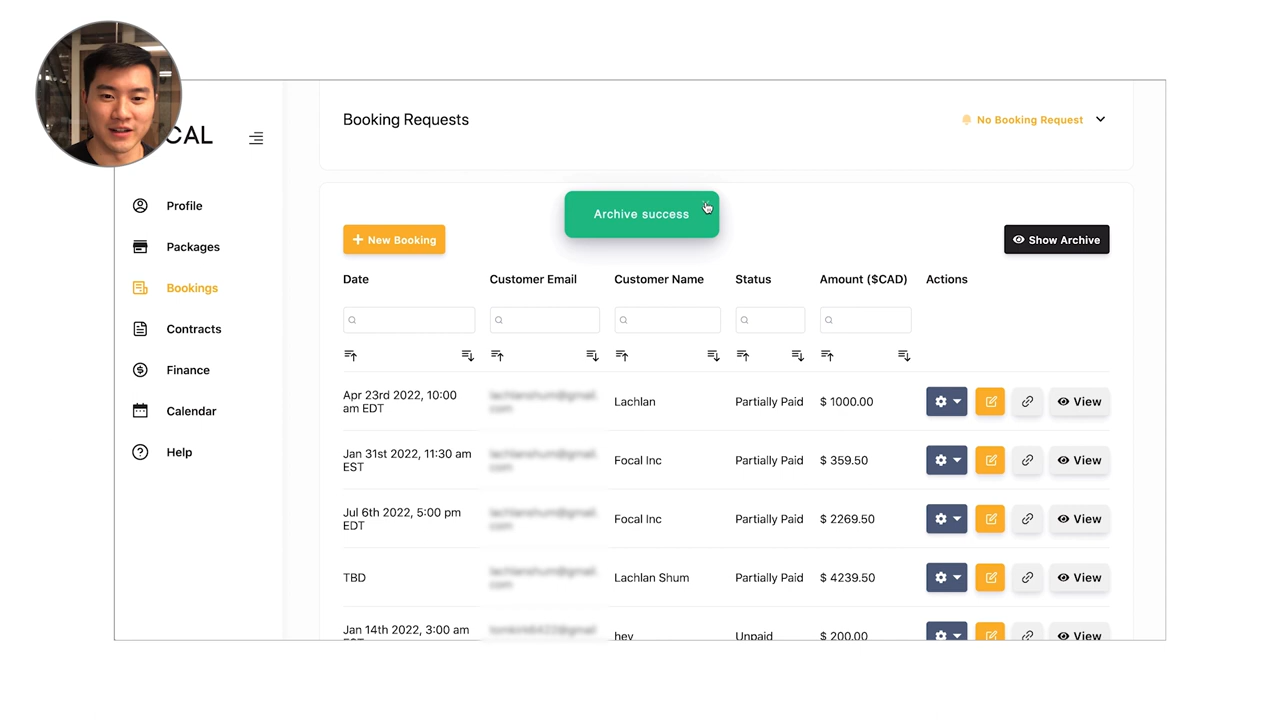 CAL
Booking Requests
No Booking Request
Archive success
Profile
Packages
Bookings
Contracts
Finance
Calendar
Help
+ New Booking
Show Archive
Date Customer Email Customer Name Status Amount ($CAD) Actions
Apr 23rd 2022, 10:00
am EDT
Lachlan Partially Paid $ 1000.00 View
Jan 31st 2022, 11:30 am
EST
Focal Inc Partially Paid $ 359.50 View
Jul 6th 2022, 5:00 pm
EDT
Focal Inc Partially Paid $ 2269.50 View
TBD Lachlan Shum Partially Paid $ 4239.50 View
Jan 14th 2022, 3:00 am
hey Unpaid $ 200.00 View